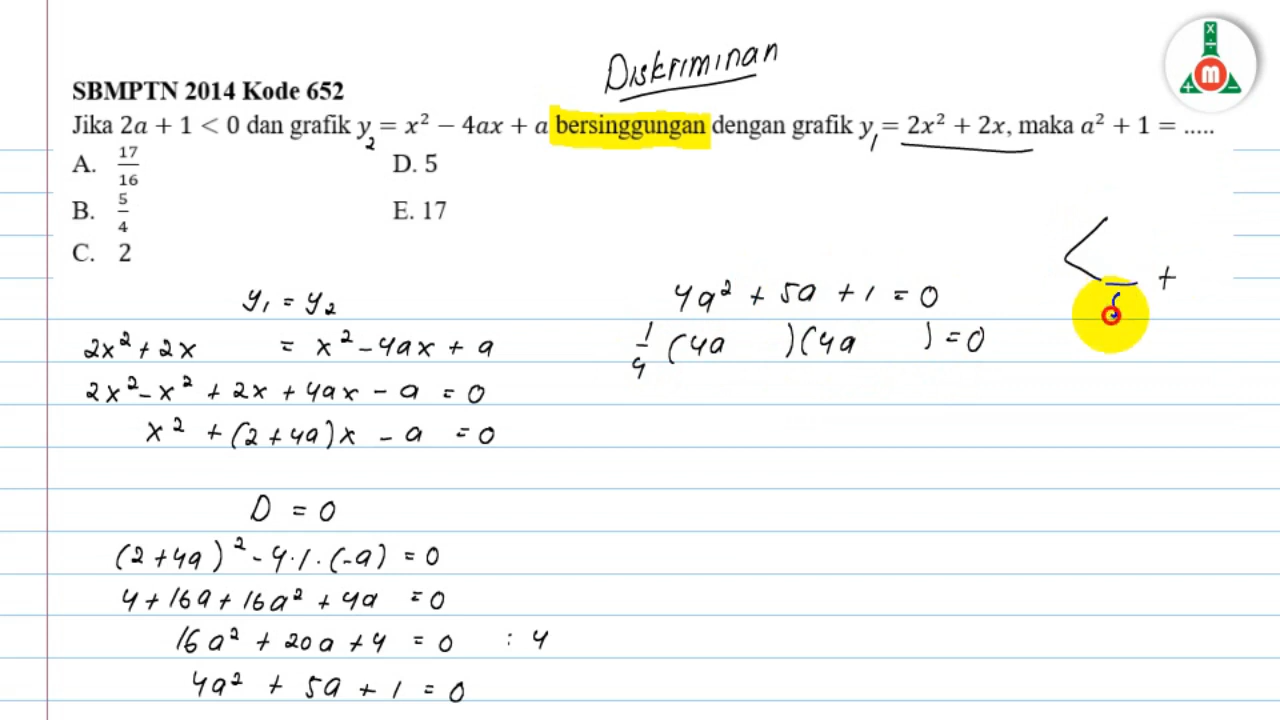 Diskriminan
SBMPTN 2014 Kode 652
Jika 2a + 1 < 0 dan grafik y₂ = x² − 4ax + a bersinggungan dengan grafik y₁ = 2x² + 2x, maka a² + 1 = .....
A. 17/16
D. 5
B. 5/4
E. 17
C. 2
y₁ = y₂
2x² + 2x = x² − 4ax + a
2x² − x² + 2x + 4ax − a = 0
x² + (2 + 4a)x − a = 0
D = 0
(2 + 4a)² − 4·1·(−a) = 0
4 + 16a + 16a² + 4a = 0
16a² + 20a + 4 = 0 : 4
4a² + 5a + 1 = 0
4a² + 5a + 1 = 0
1/4 (4a )(4a ) = 0
< +
m